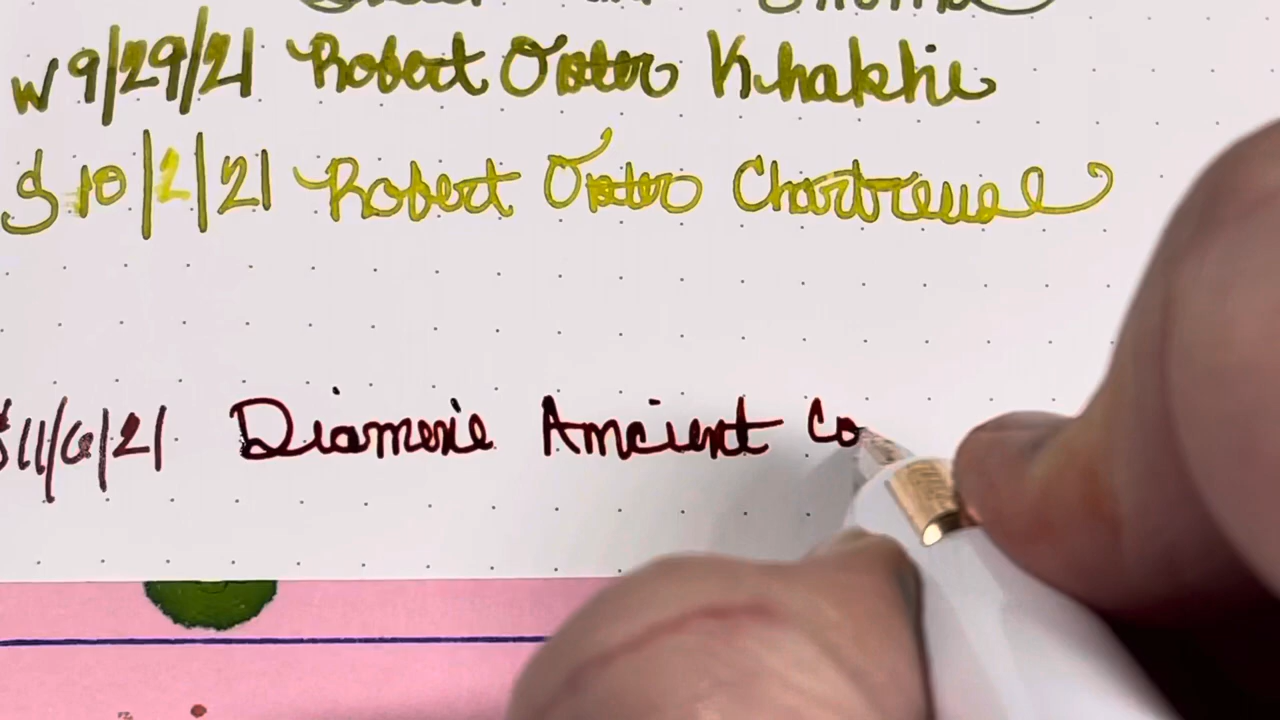 W 9/29/21 Robert Oster Khakhi
S 10/2/21 Robert Oster Chartreuse
S 11/6/21 Diamine Ancient Co